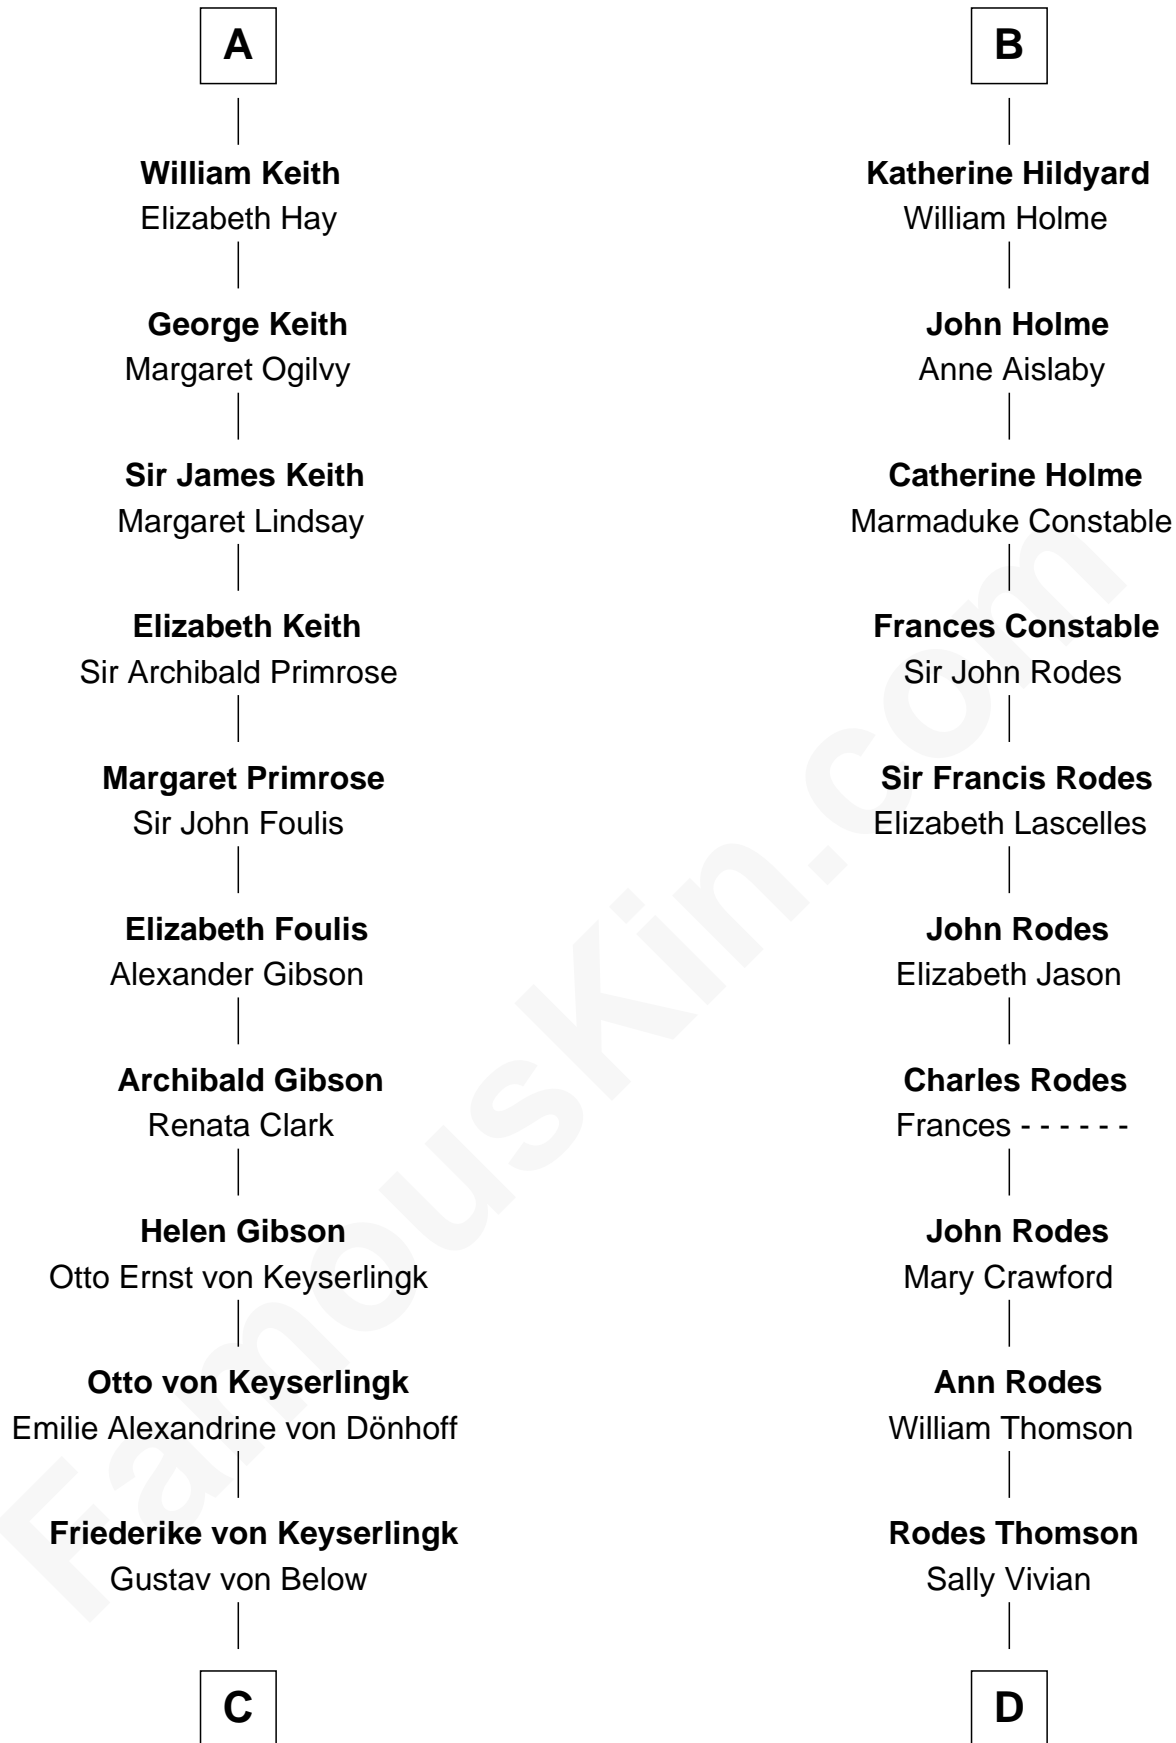 A
William Keith
Elizabeth Hay
George Keith
Margaret Ogilvy
Sir James Keith
Margaret Lindsay
Elizabeth Keith
Sir Archibald Primrose
Margaret Primrose
Sir John Foulis
Elizabeth Foulis
Alexander Gibson
Archibald Gibson
Renata Clark
Helen Gibson
Otto Ernst von Keyserlingk
Otto von Keyserlingk
Emilie Alexandrine von Dönhoff
Friederike von Keyserlingk
Gustav von Below
C
B
Katherine Hildyard
William Holme
John Holme
Anne Aislaby
Catherine Holme
Marmaduke Constable
Frances Constable
Sir John Rodes
Sir Francis Rodes
Elizabeth Lascelles
John Rodes
Elizabeth Jason
Charles Rodes
Frances - - - - - -
John Rodes
Mary Crawford
Ann Rodes
William Thomson
Rodes Thomson
Sally Vivian
D
FamousKin.com